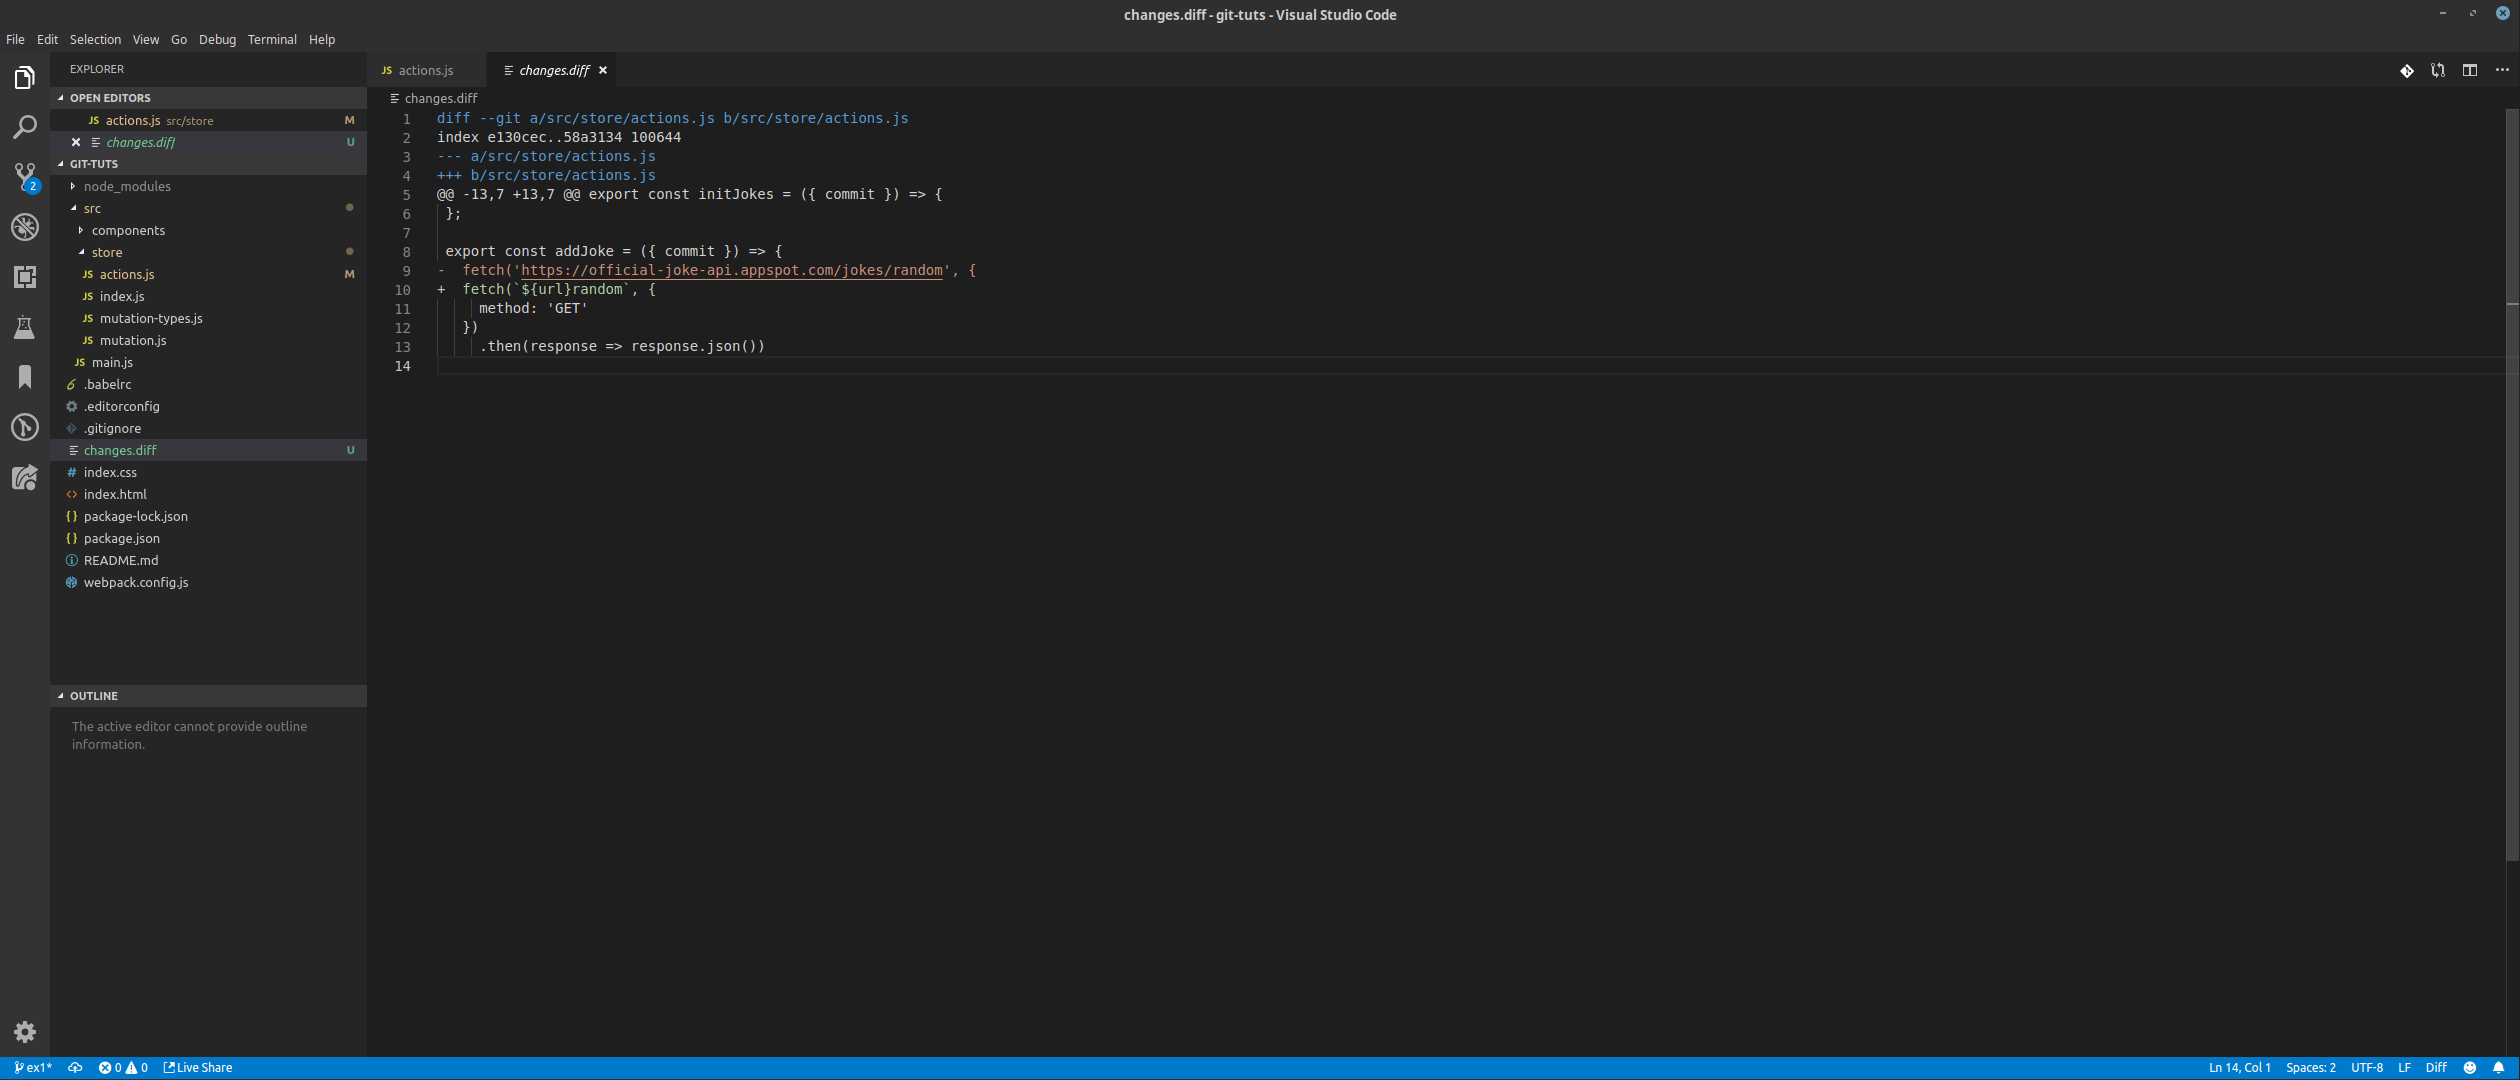 changes.diff - git-tuts - Visual Studio Code
File Edit Selection View Go Debug Terminal Help
EXPLORER
OPEN EDITORS
JS actions.js src/store M
changes.diff U
GIT-TUTS
node_modules
src
components
store
JS actions.js M
JS index.js
JS mutation-types.js
JS mutation.js
JS main.js
.babelrc
.editorconfig
.gitignore
changes.diff U
# index.css
<> index.html
{} package-lock.json
{} package.json
README.md
webpack.config.js
OUTLINE
The active editor cannot provide outline
information.
2
JS actions.js changes.diff
changes.diff
1 diff --git a/src/store/actions.js b/src/store/actions.js
2 index e130cec..58a3134 100644
3 --- a/src/store/actions.js
4 +++ b/src/store/actions.js
5 @@ -13,7 +13,7 @@ export const initJokes = ({ commit }) => {
6  };
7
8  export const addJoke = ({ commit }) => {
9 -  fetch('https://official-joke-api.appspot.com/jokes/random', {
10 +  fetch(`${url}random`, {
11      method: 'GET'
12    })
13      .then(response => response.json())
14
ex1* 0 0 Live Share Ln 14, Col 1 Spaces: 2 UTF-8 LF Diff